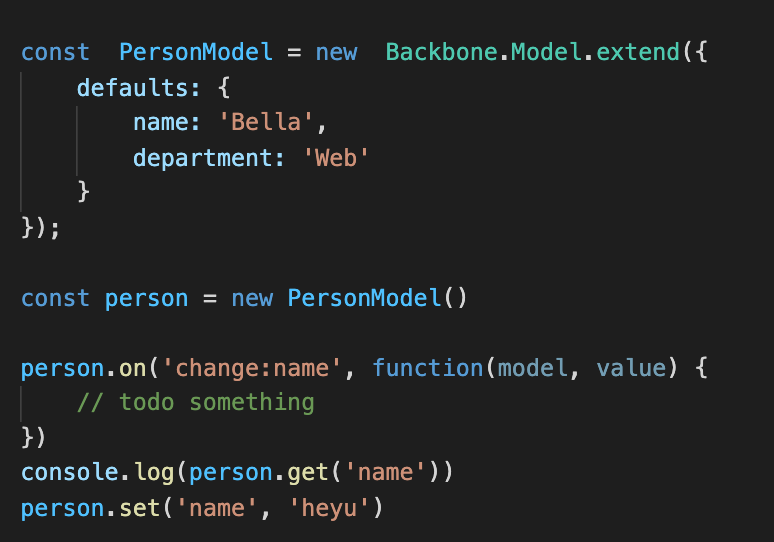 const  PersonModel = new  Backbone.Model.extend({
    defaults: {
        name: 'Bella',
        department: 'Web'
    }
});
const person = new PersonModel()
person.on('change:name', function(model, value) {
    // todo something
})
console.log(person.get('name'))
person.set('name', 'heyu')